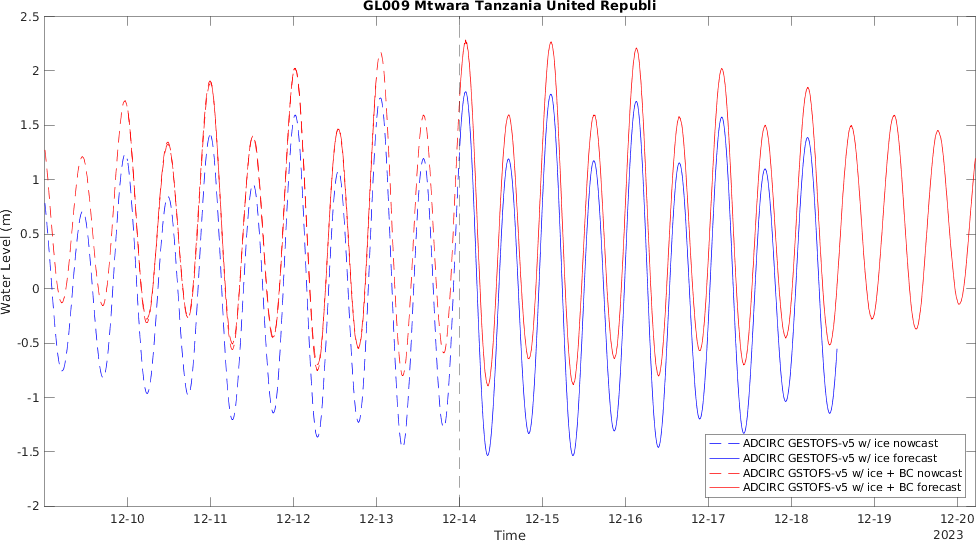 GL009 Mtwara Tanzania United Republi
2.5
2
1.5
1
0.5
0
-0.5
-1
-1.5
-2
Water Level (m)
ADCIRC GESTOFS-v5 w/ ice nowcast
ADCIRC GESTOFS-v5 w/ ice forecast
ADCIRC GSTOFS-v5 w/ ice + BC nowcast
ADCIRC GSTOFS-v5 w/ ice + BC forecast
12-10 12-11 12-12 12-13 12-14 12-15 12-16 12-17 12-18 12-19 12-20
Time
2023